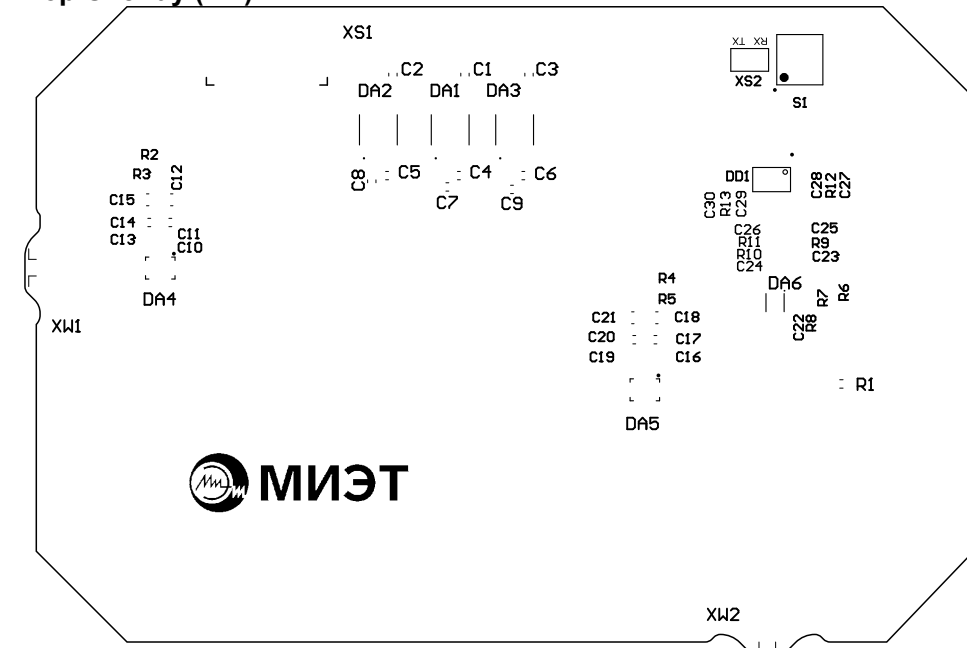 XS1
TX RX
C2 C1 C3
DA2 DA1 DA3
XS2
S1
R2
R3 C12
C8 C5 C4 C6
C7 C9
DD1
C28 R12 C27
C30 R13 C29
C15
C14
C13
C11
C10
C26
R11
R10
C24
C25
R9
C23
DA4
R4
R5
DA6
R7 R6
XW1
C21 C18
C20 C17
C19 C16
C22 R8
R1
DA5
МИЭТ
XW2